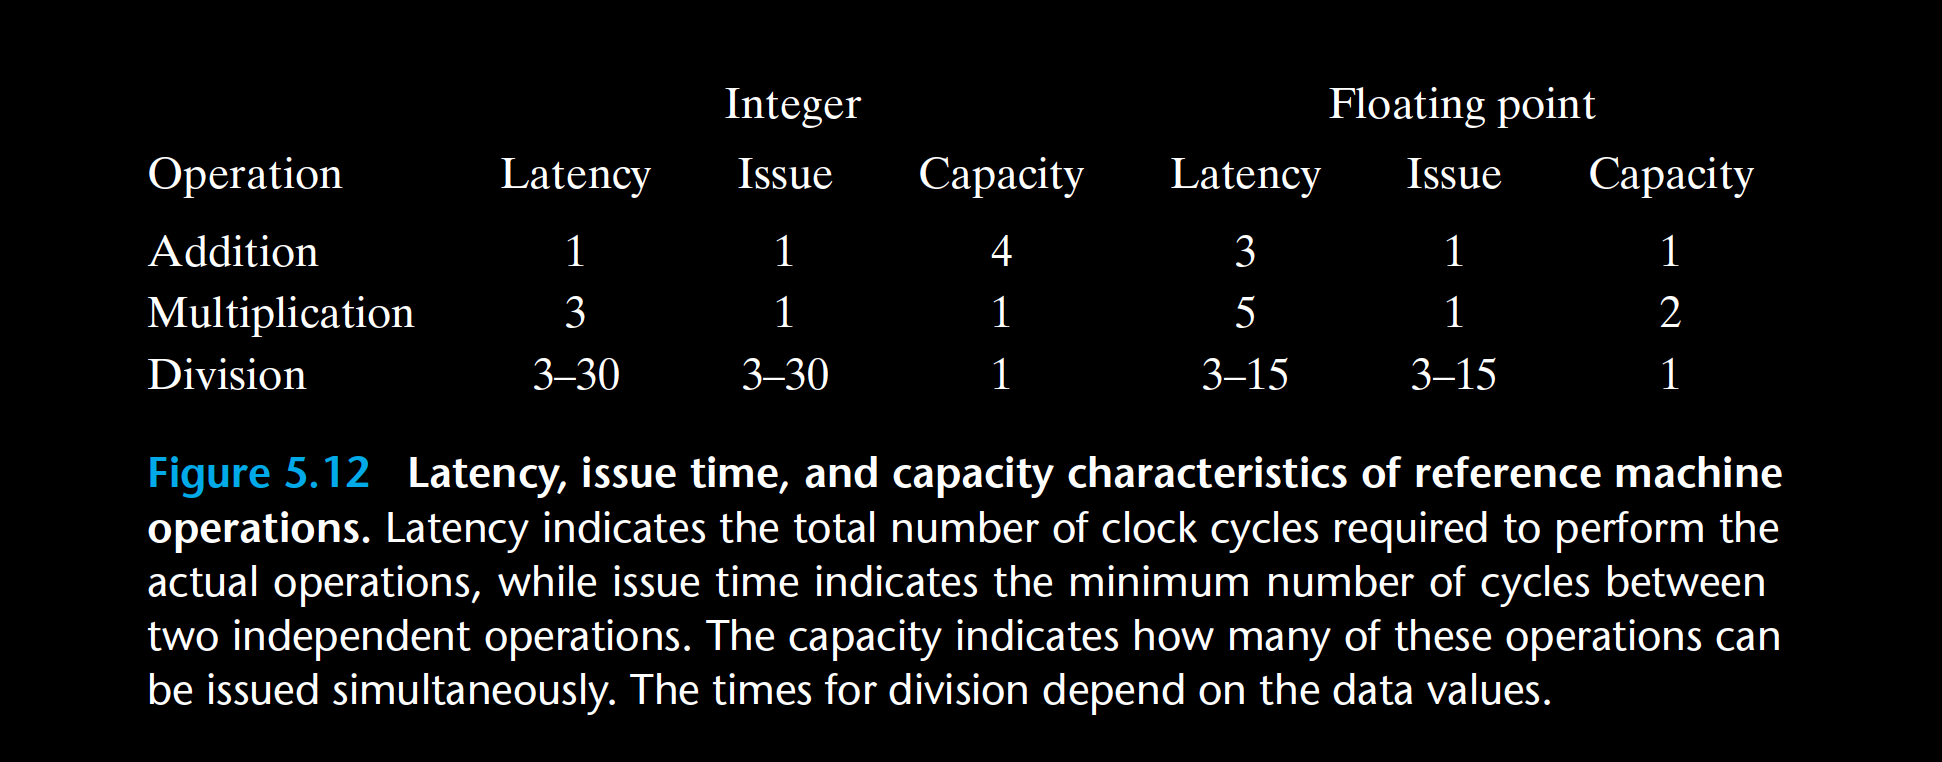 Integer Floating point
Operation Latency Issue Capacity Latency Issue Capacity
Addition 1 1 4 3 1 1
Multiplication 3 1 1 5 1 2
Division 3–30 3–30 1 3–15 3–15 1
Figure 5.12 Latency, issue time, and capacity characteristics of reference machine
operations. Latency indicates the total number of clock cycles required to perform the
actual operations, while issue time indicates the minimum number of cycles between
two independent operations. The capacity indicates how many of these operations can
be issued simultaneously. The times for division depend on the data values.